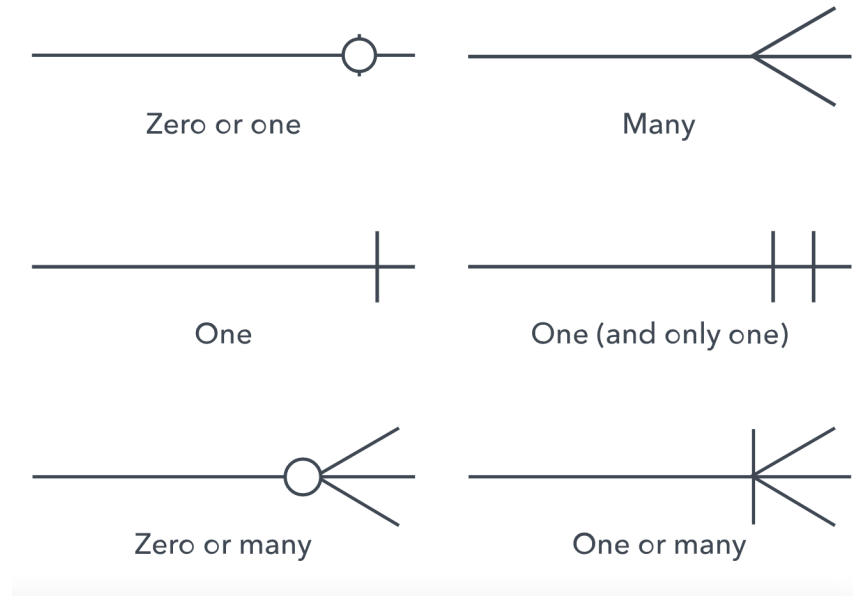 Zero or one
Many
One
One (and only one)
Zero or many
One or many